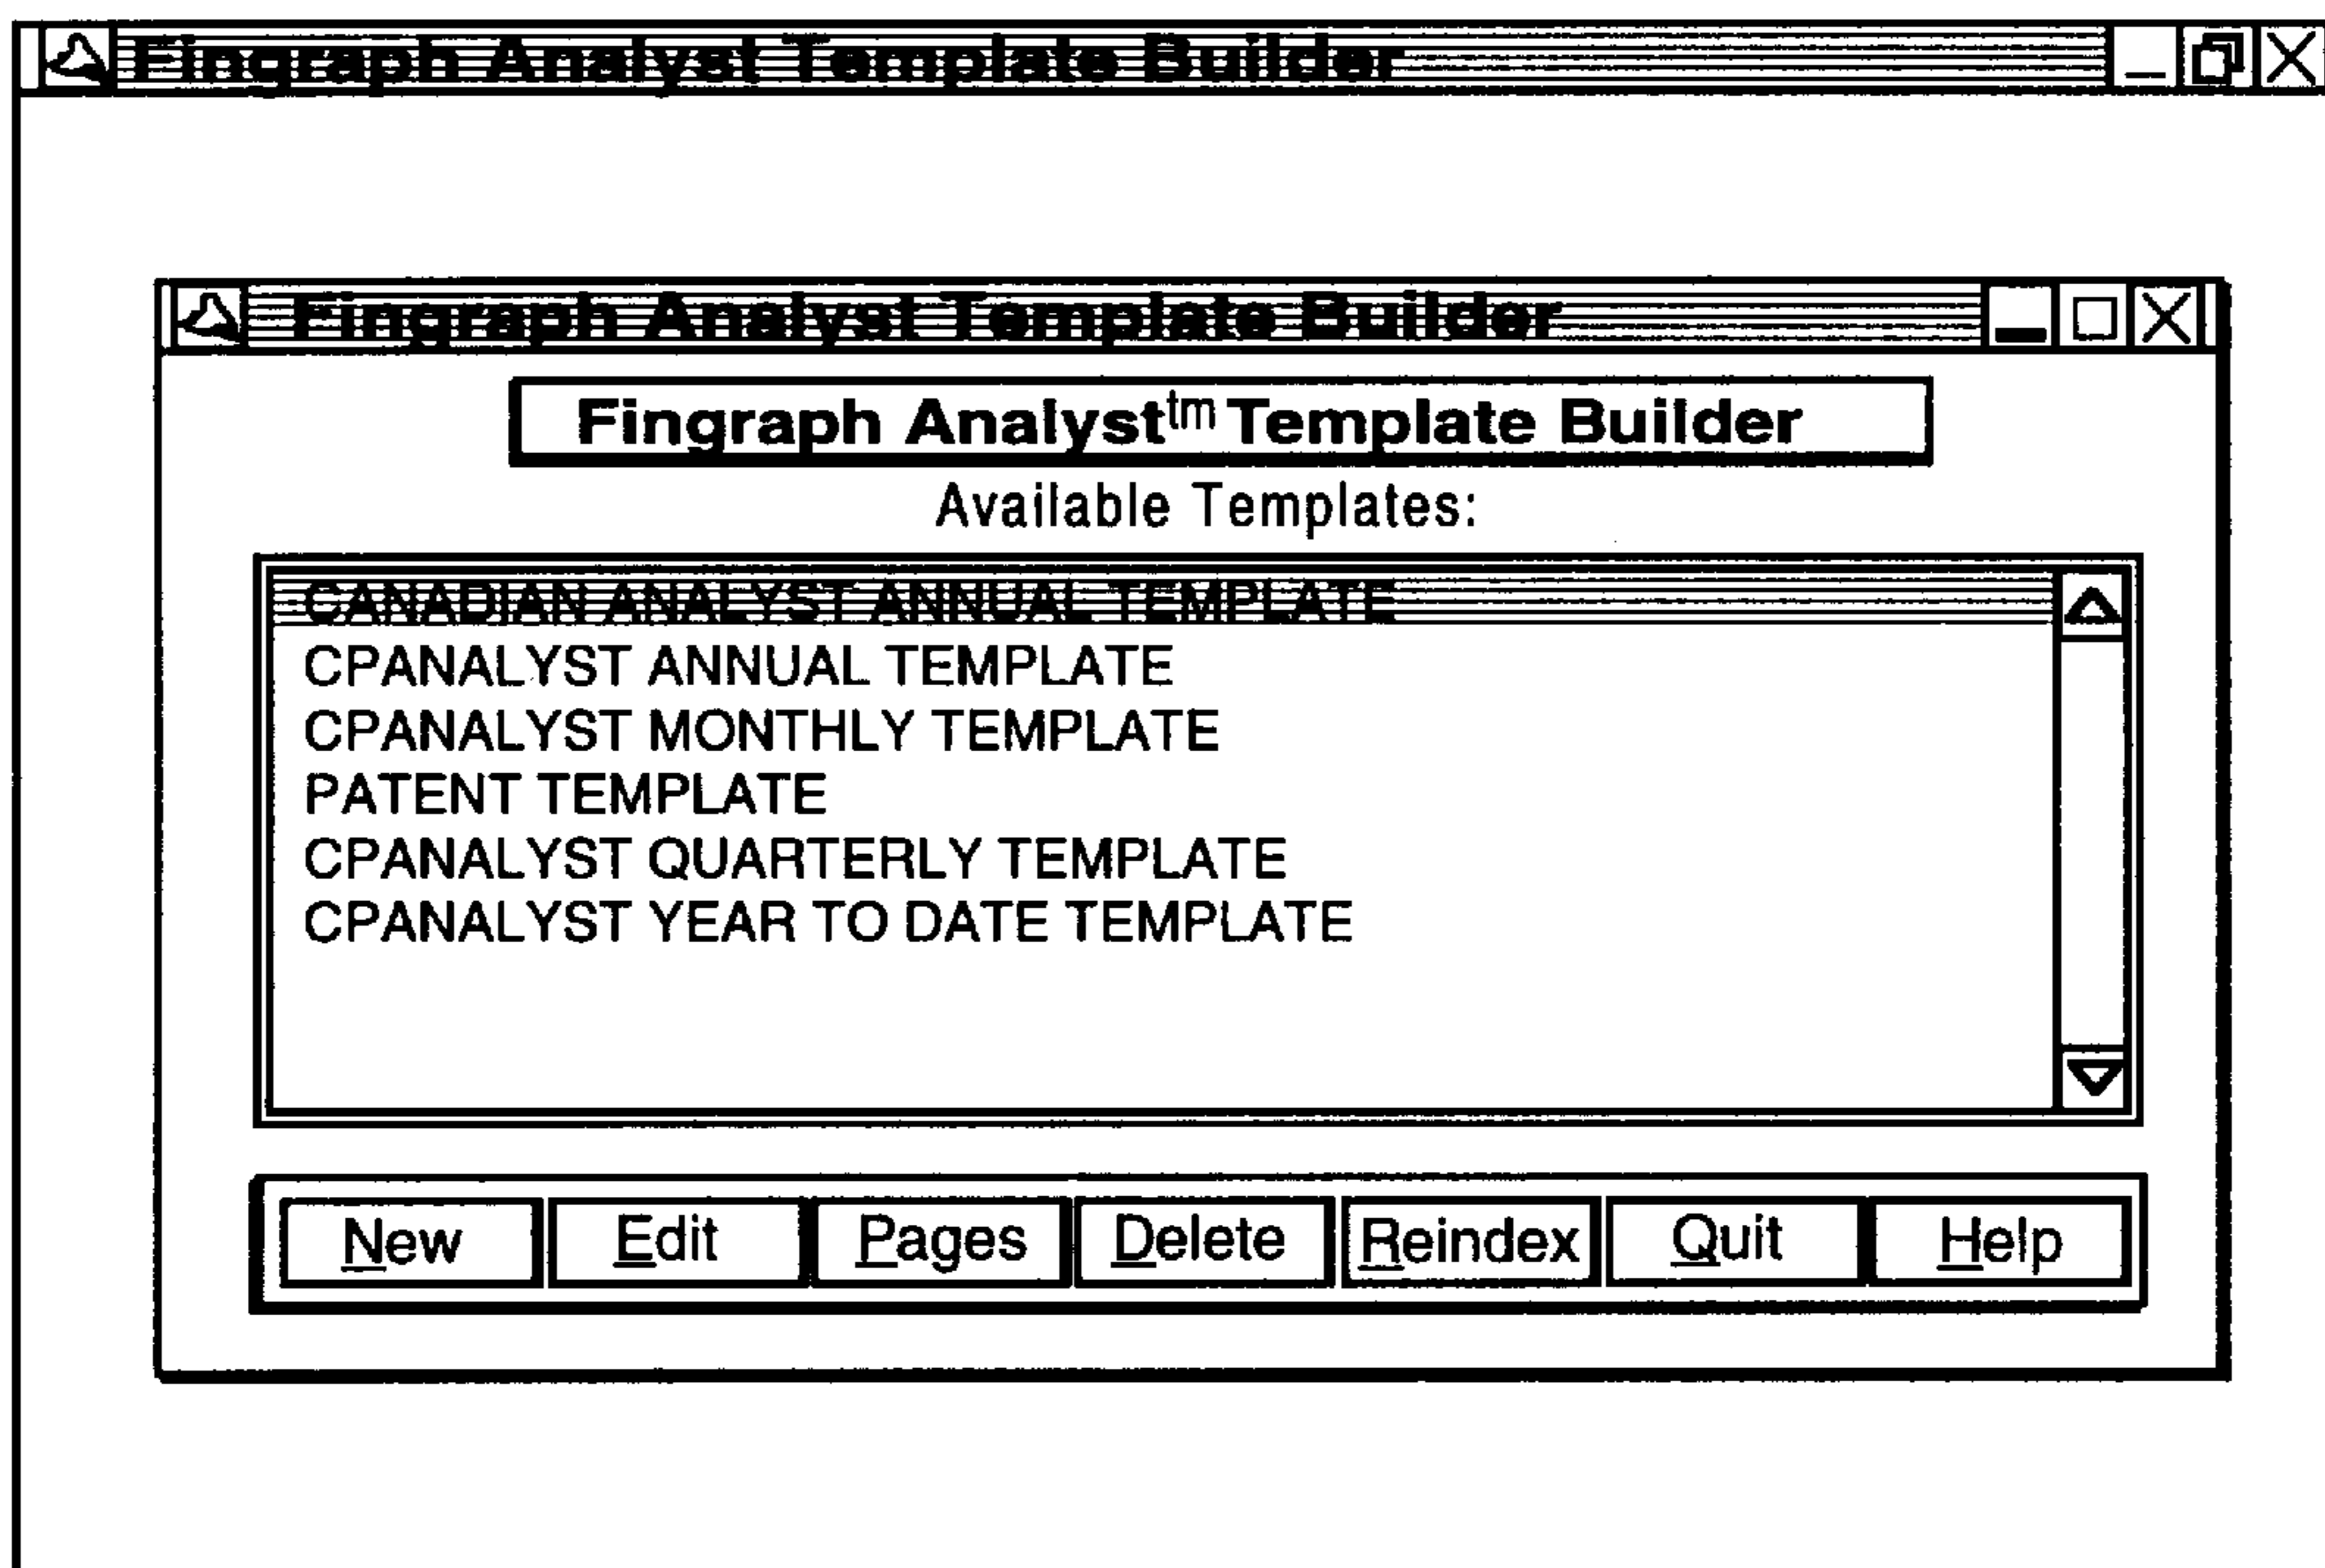 Fingraph Analyst Template Builder
Fingraph Analyst Template Builder
Fingraph Analyst™ Template Builder
Available Templates:
CANADIAN ANALYST ANNUAL TEMPLATE
CPANALYST ANNUAL TEMPLATE
CPANALYST MONTHLY TEMPLATE
PATENT TEMPLATE
CPANALYST QUARTERLY TEMPLATE
CPANALYST YEAR TO DATE TEMPLATE
New Edit Pages Delete Reindex Quit Help